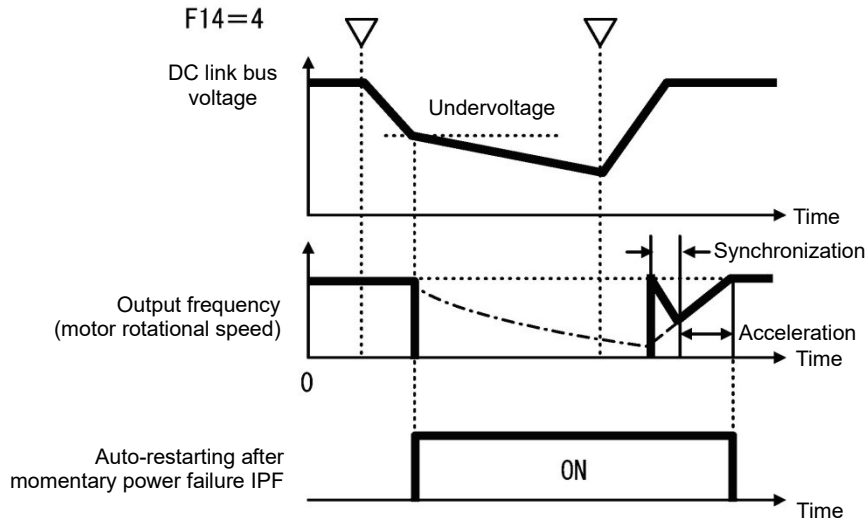 F14=4
DC link bus
voltage
Undervoltage
Time
Synchronization
Output frequency
(motor rotational speed)
Acceleration
Time
0
Auto-restarting after
momentary power failure IPF
ON
Time